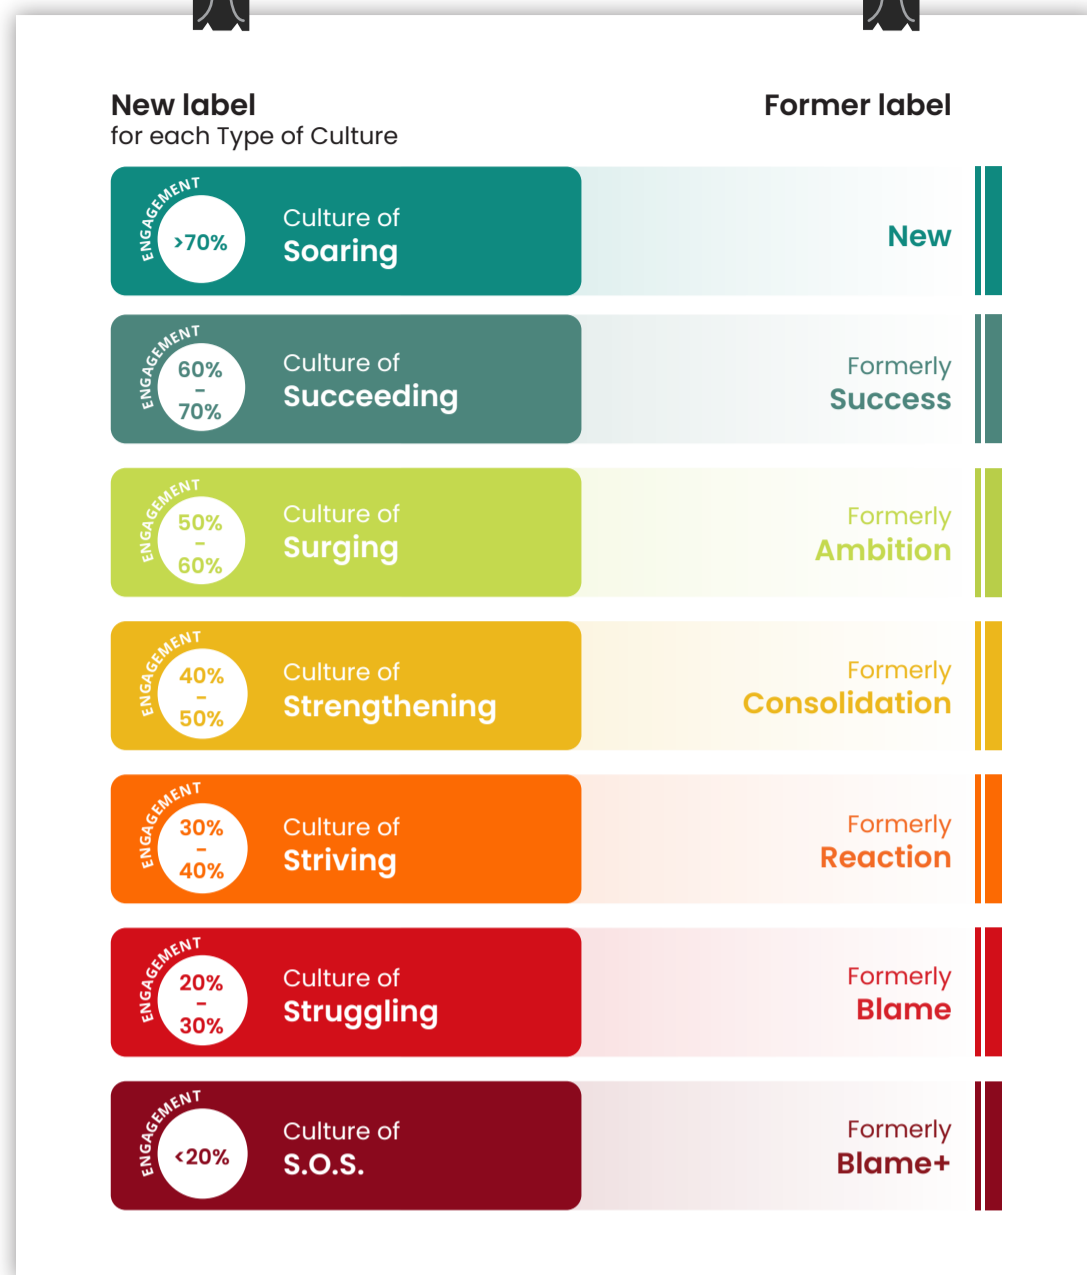 New label
for each Type of Culture
Former label
ENGAGEMENT
>70%
Culture of
Soaring
New
ENGAGEMENT
60%
–
70%
Culture of
Succeeding
Formerly
Success
ENGAGEMENT
50%
–
60%
Culture of
Surging
Formerly
Ambition
ENGAGEMENT
40%
–
50%
Culture of
Strengthening
Formerly
Consolidation
ENGAGEMENT
30%
–
40%
Culture of
Striving
Formerly
Reaction
ENGAGEMENT
20%
–
30%
Culture of
Struggling
Formerly
Blame
ENGAGEMENT
<20%
Culture of
S.O.S.
Formerly
Blame+